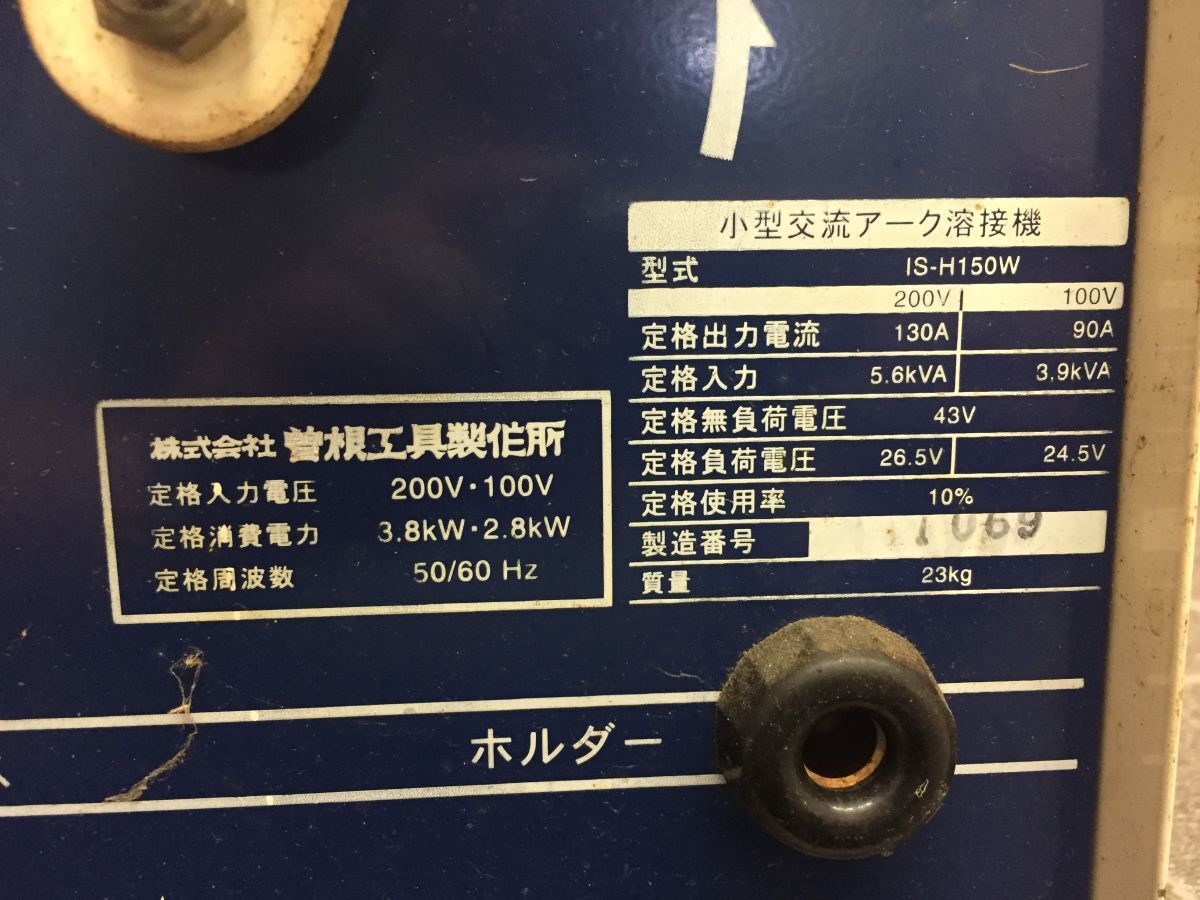 小型交流アーク溶接機
型式 IS-H150W
200V 100V
定格出力電流 130A 90A
定格入力 5.6kVA 3.9kVA
定格無負荷電圧 43V
定格負荷電圧 26.5V 24.5V
定格使用率 10%
製造番号 1069
質量 23kg
株式会社 曽根工具製作所
定格入力電圧 200V・100V
定格消費電力 3.8kW・2.8kW
定格周波数 50/60 Hz
ホルダー